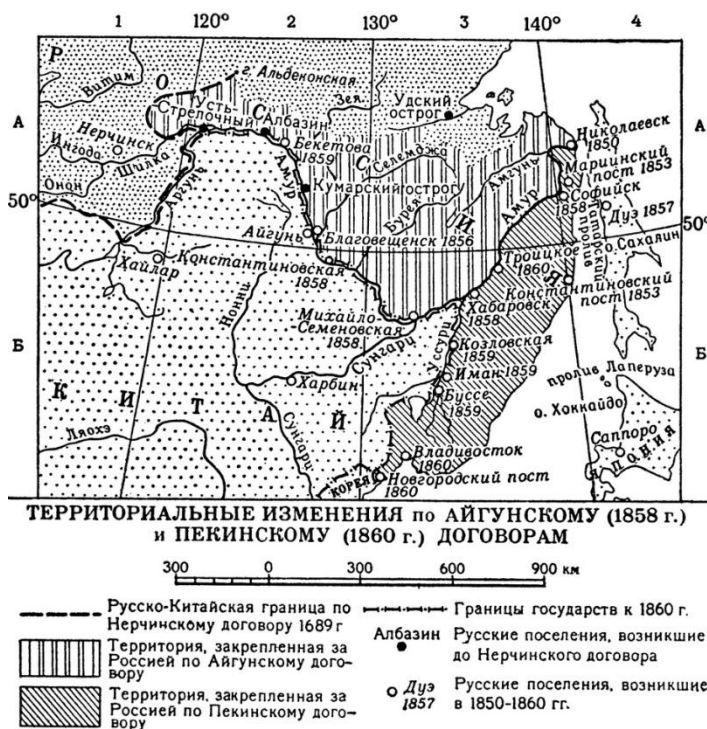 1 120° 2 130° 3 140° 4
Р
О
С
С
И
Я
Витим
г. Альдеконская
Зея
Удский
острог
А
А
Усть-
Стрелочный
Албазин
Нерчинск
Бекетова
1859
Селемджа
Николаевск
1850
Ингода
Шилка
Амгунь
Мариинский
пост 1853
Онон
Аргунь
Амур
Кумарский острог
Бурея
Амур
Софийск
1858
Дуэ 1857
50°
50°
Айгунь
Благовещенск 1856
Татарский
пролив
о. Сахалин
Хайлар
Константиновская
1858
Троицкое
1860
Константиновский
пост 1853
Нонни
Михайло-
Семеновская
1858
Хабаровск
1858
Б
Б
Сунгари
Уссури
Козловская
1859
Харбин
Иман 1859
пролив Лаперуза
Буссе
1859
о. Хоккайдо
К И Т А Й
Ляохэ
Сунгари
Саппоро
ЯПОНИЯ
Владивосток
1860
КОРЕЯ
Новгородский пост
1860
ТЕРРИТОРИАЛЬНЫЕ ИЗМЕНЕНИЯ по АЙГУНСКОМУ (1858 г.)
и ПЕКИНСКОМУ (1860 г.) ДОГОВОРАМ
300 0 300 600 900 км
Русско-Китайская граница по
Нерчинскому договору 1689 г
Территория, закрепленная за
Россией по Айгунскому дого-
вору
Территория, закрепленная за
Россией по Пекинскому дого-
вору
Границы государств к 1860 г.
Албазин
Русские поселения, возникшие
до Нерчинского договора
Дуэ
1857
Русские поселения, возникшие
в 1850-1860 гг.